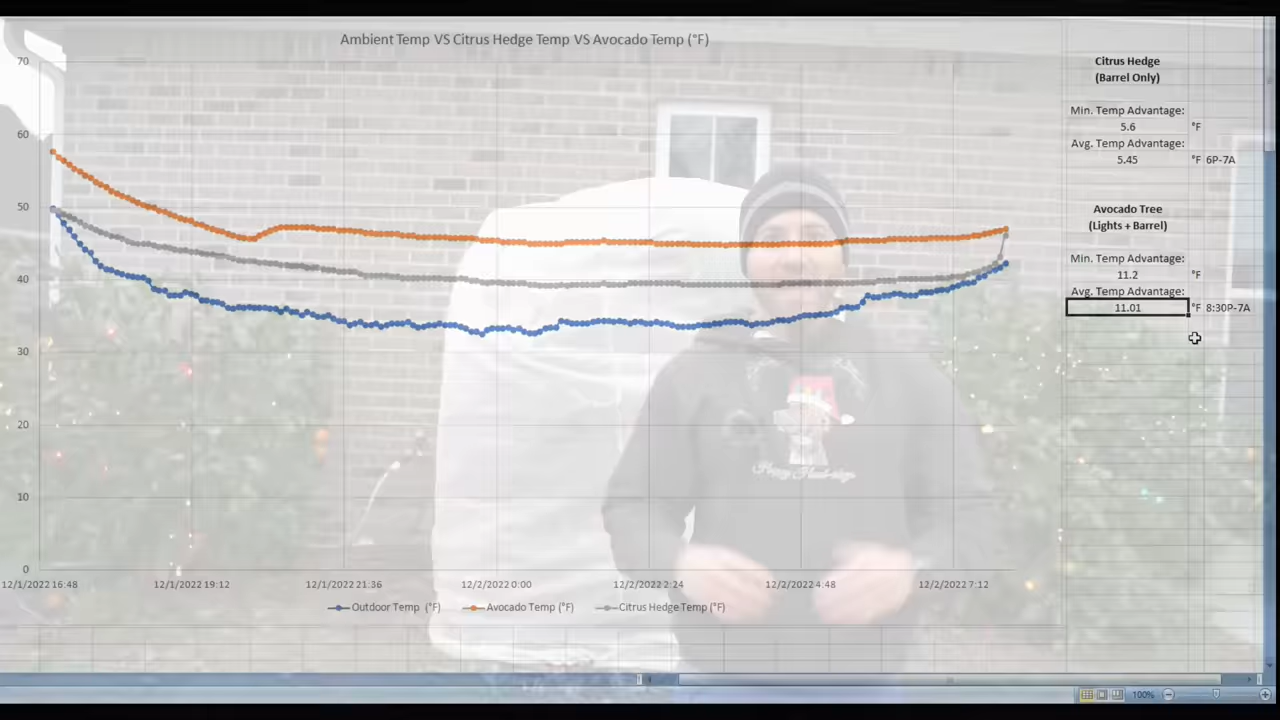 Ambient Temp VS Citrus Hedge Temp VS Avocado Temp (°F)
70
60
50
40
30
20
10
0
12/1/2022 16:48
12/1/2022 19:12
12/1/2022 21:36
12/2/2022 0:00
12/2/2022 2:24
12/2/2022 4:48
12/2/2022 7:12
Outdoor Temp (°F)
Avocado Temp (°F)
Citrus Hedge Temp (°F)
Citrus Hedge
(Barrel Only)
Min. Temp Advantage:
5.6 °F
Avg. Temp Advantage:
5.45 °F 6P-7A
Avocado Tree
(Lights + Barrel)
Min. Temp Advantage:
11.2 °F
Avg. Temp Advantage:
11.01 °F 8:30P-7A
100%